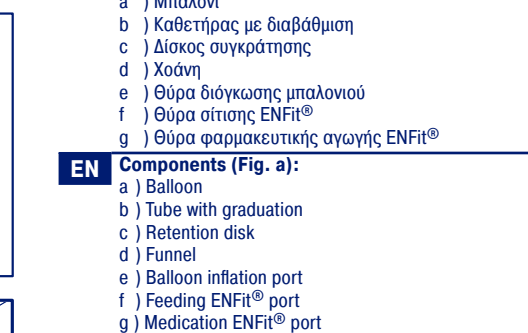 a ) Μπαλόνι
b ) Καθετήρας με διαβάθμιση
c ) Δίσκος συγκράτησης
d ) Χοάνη
e ) Θύρα διόγκωσης μπαλονιού
f ) Θύρα σίτισης ENFit®
g ) Θύρα φαρμακευτικής αγωγής ENFit®
EN Components (Fig. a):
a ) Balloon
b ) Tube with graduation
c ) Retention disk
d ) Funnel
e ) Balloon inflation port
f ) Feeding ENFit® port
g ) Medication ENFit® port